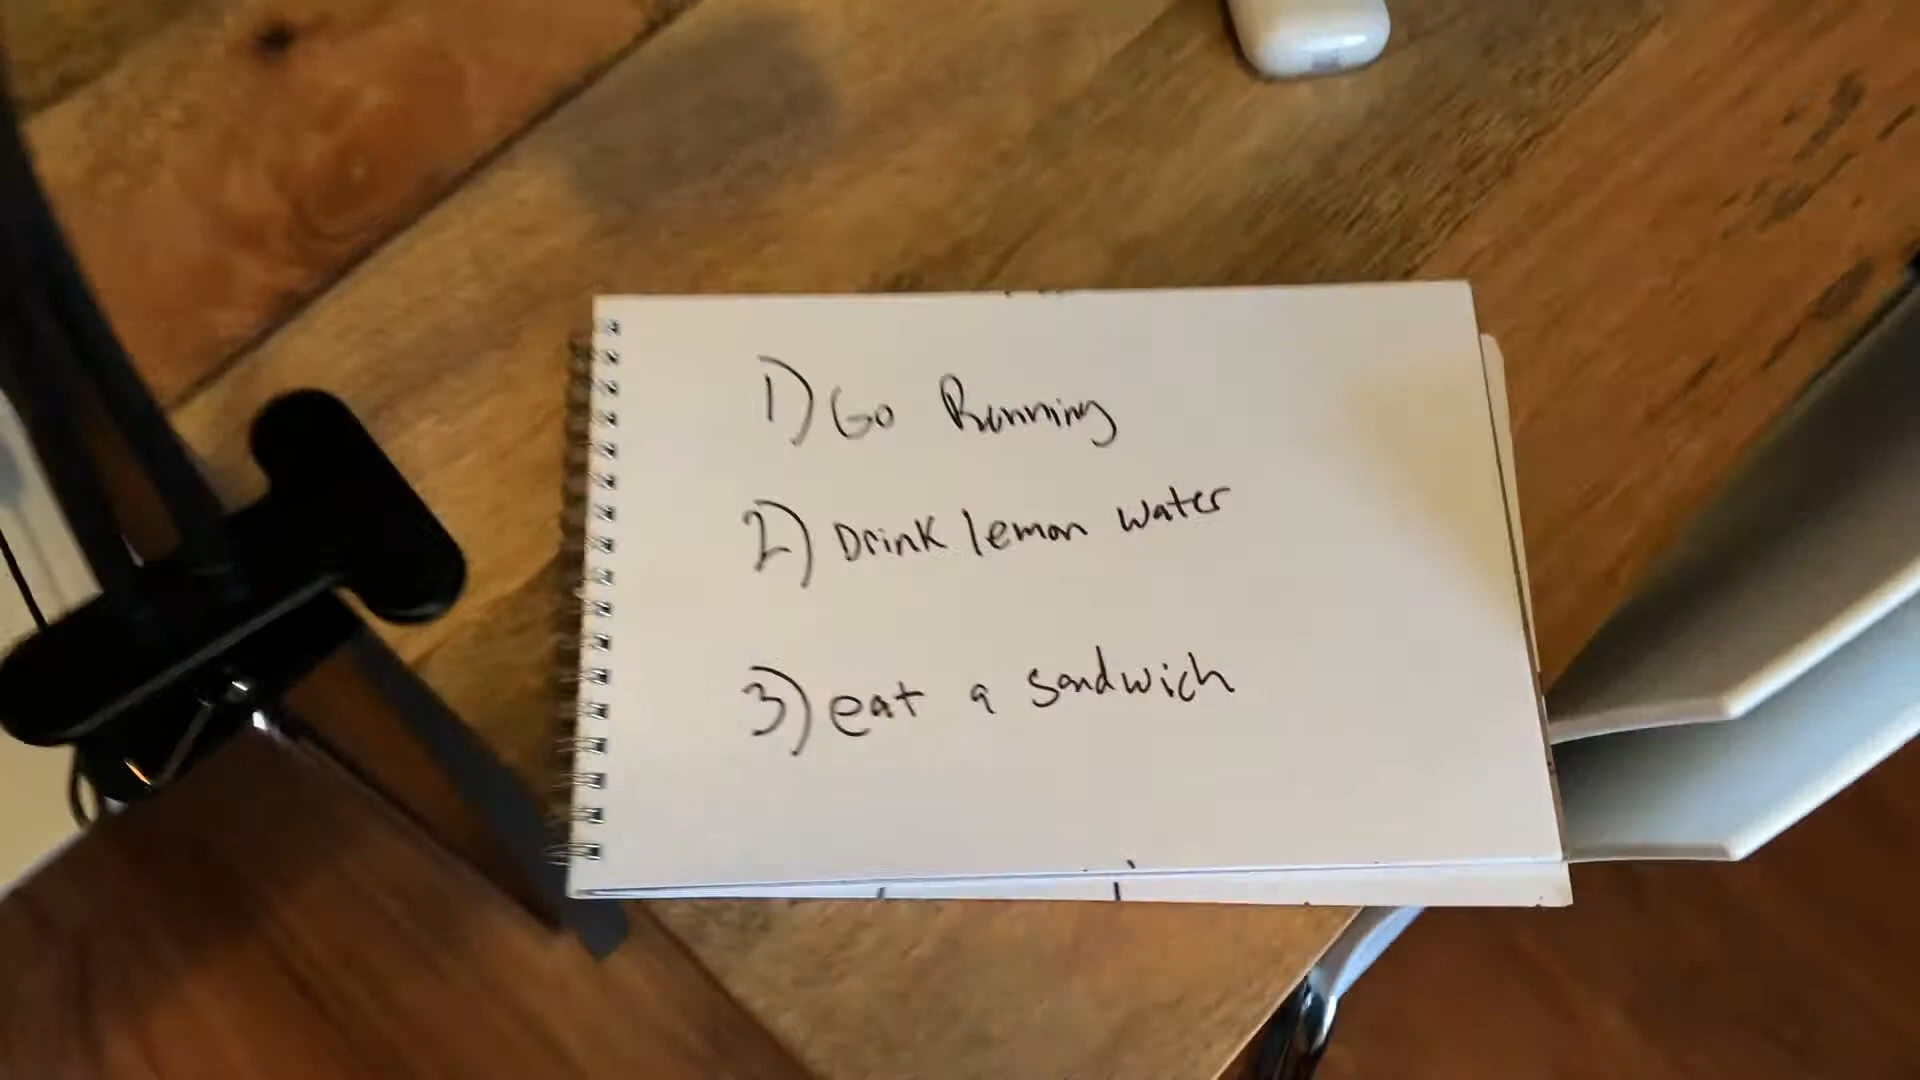 1) Go Running
2) Drink lemon water
3) eat a sandwich